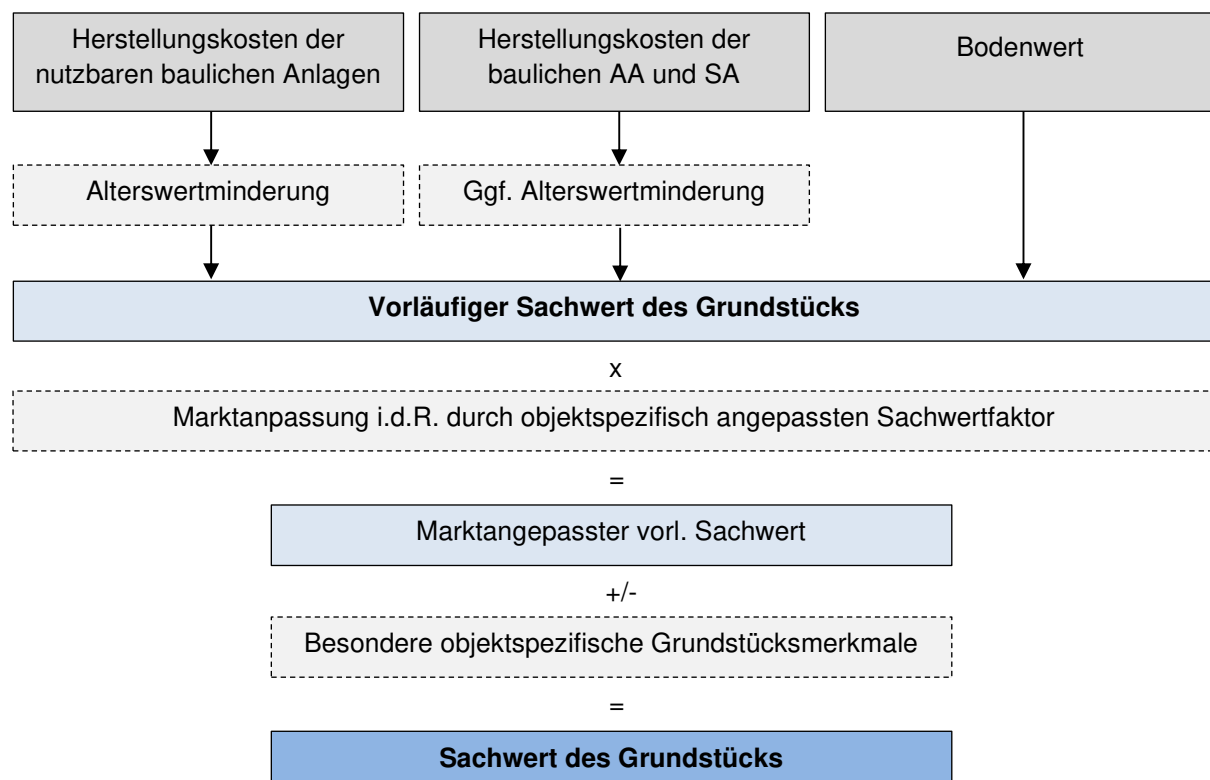 Herstellungskosten der
nutzbaren baulichen Anlagen
Herstellungskosten der
baulichen AA und SA
Bodenwert
Alterswertminderung
Ggf. Alterswertminderung
Vorläufiger Sachwert des Grundstücks
x
Marktanpassung i.d.R. durch objektspezifisch angepassten Sachwertfaktor
=
Marktangepasster vorl. Sachwert
+/-
Besondere objektspezifische Grundstücksmerkmale
=
Sachwert des Grundstücks